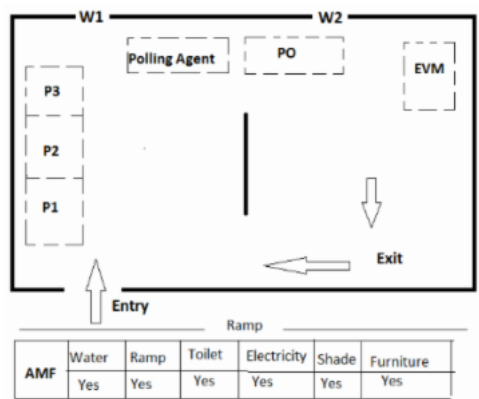 W1 W2
Polling Agent PO
EVM
P3
P2
P1
Exit
Entry
Ramp
AMF Water Ramp Toilet Electricity Shade Furniture
Yes Yes Yes Yes Yes Yes